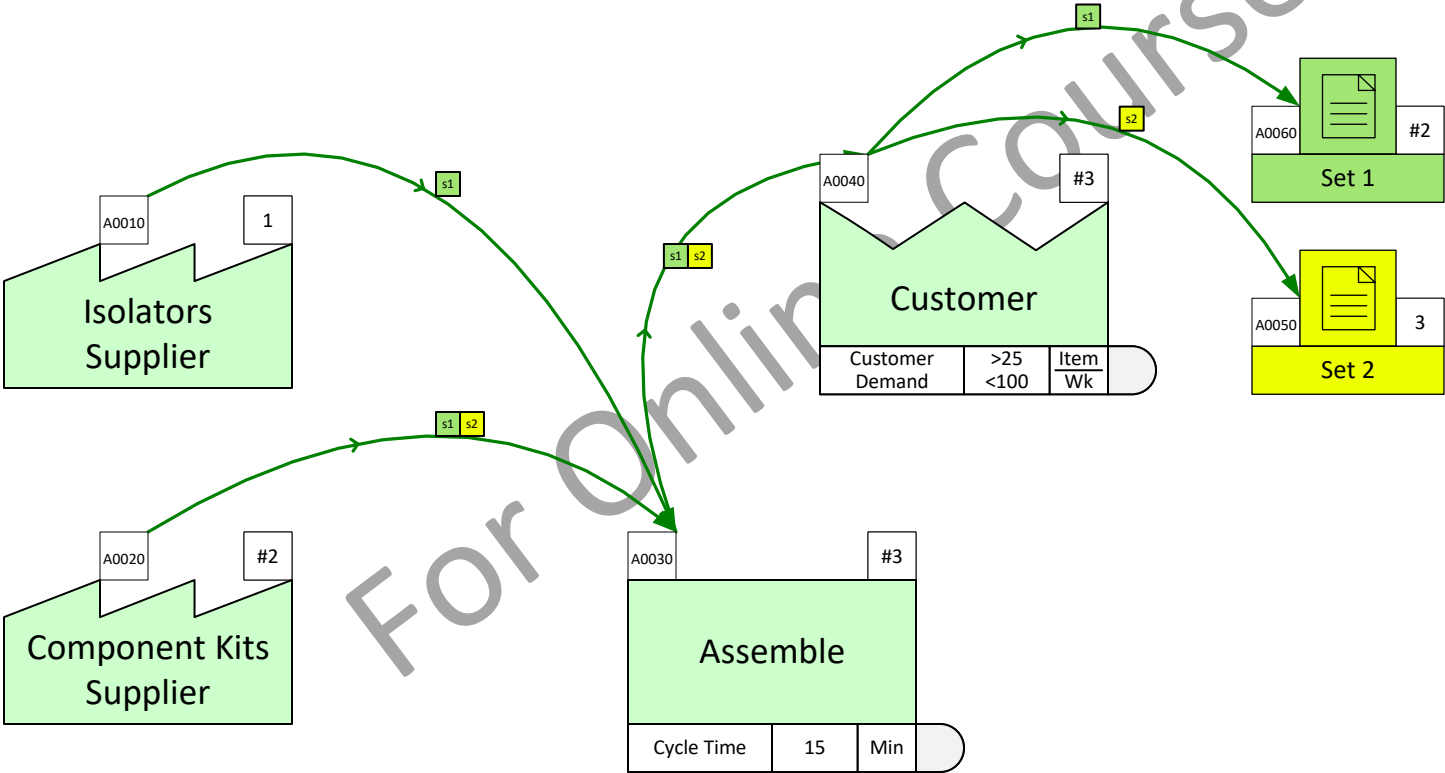 s1
A0060
#2
Set 1
s2
A0050
3
Set 2
A0040
#3
Customer
Customer
Demand
>25
<100
Item
Wk
s1 s2
A0010
1
Isolators
Supplier
s1
A0020
#2
Component Kits
Supplier
s1 s2
A0030
#3
Assemble
Cycle Time
15
Min
For Online Course